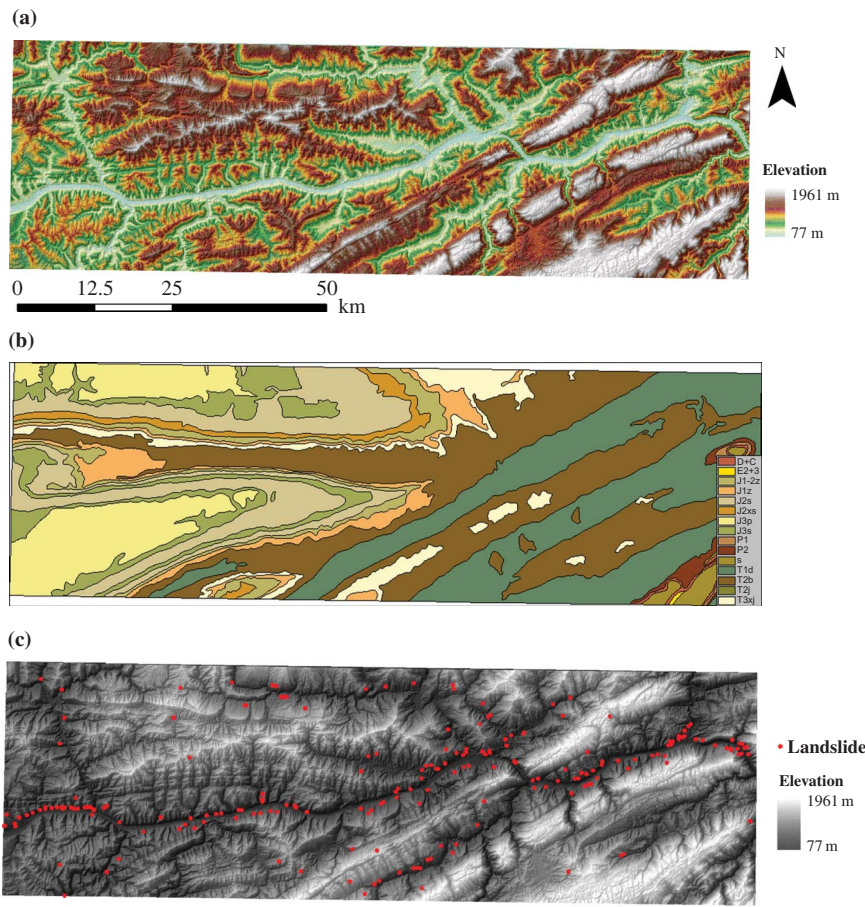 (a)
N
Elevation
1961 m
77 m
0 12.5 25 50
km
(b)
D+C
E2+3
J1-2z
J1z
J2s
J2xs
J3p
J3s
P1
P2
s
T1d
T2b
T2j
T3xj
(c)
Landslide
Elevation
1961 m
77 m